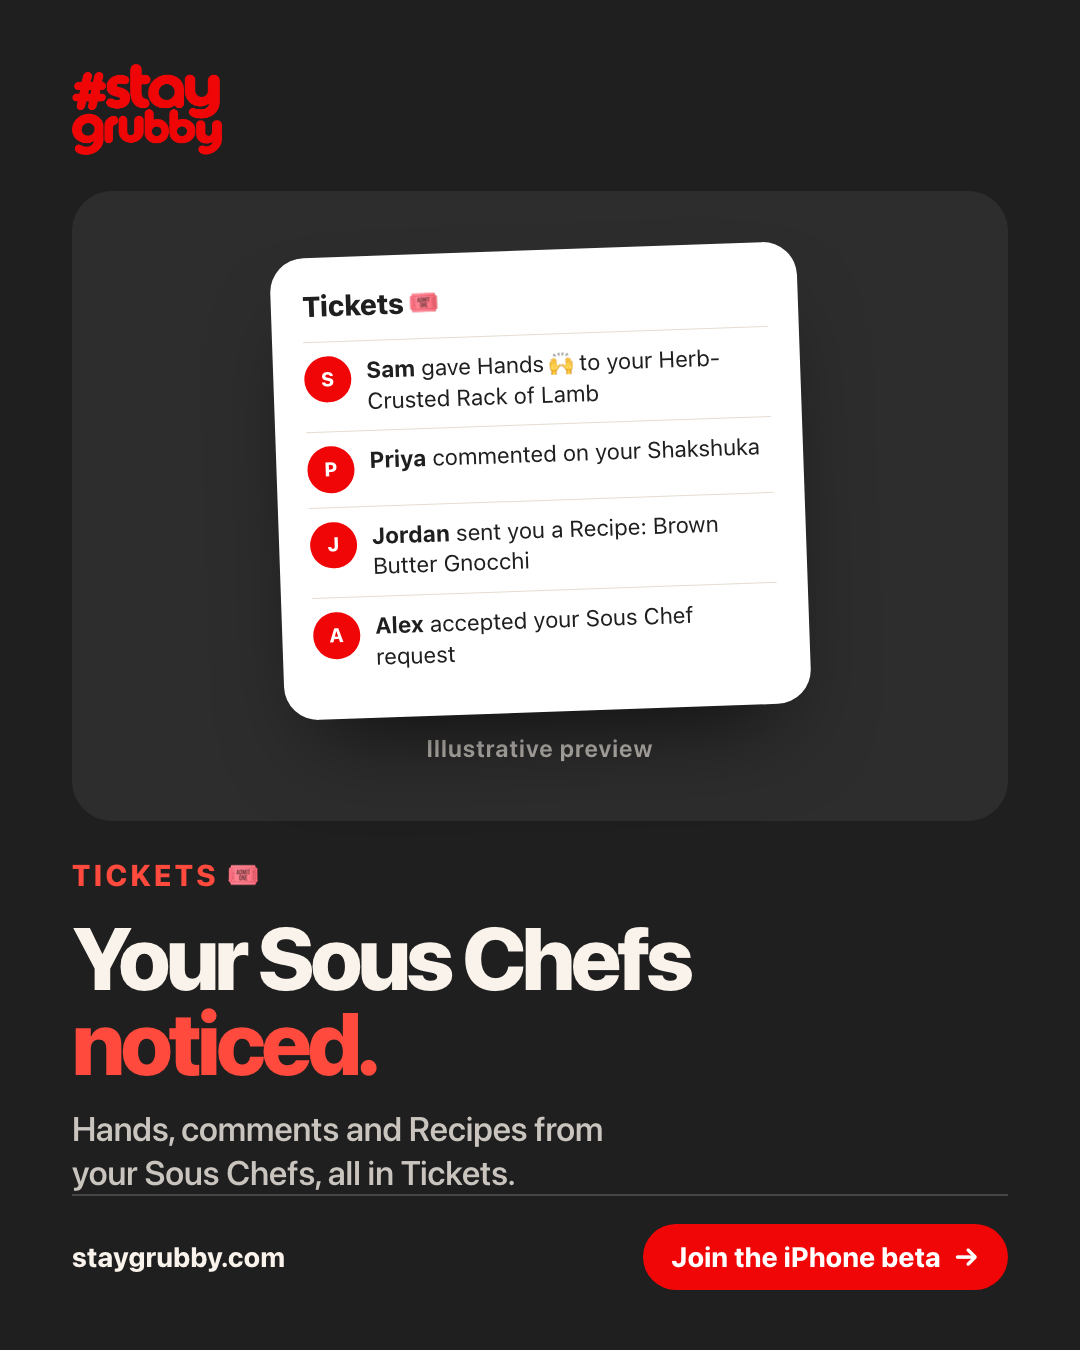 #stay
grubby
Tickets 🎟️
S
Sam gave Hands 🙌 to your Herb-
Crusted Rack of Lamb
P
Priya commented on your Shakshuka
J
Jordan sent you a Recipe: Brown
Butter Gnocchi
A
Alex accepted your Sous Chef
request
Illustrative preview
TICKETS 🎟️
Your Sous Chefs
noticed.
Hands, comments and Recipes from
your Sous Chefs, all in Tickets.
staygrubby.com
Join the iPhone beta →